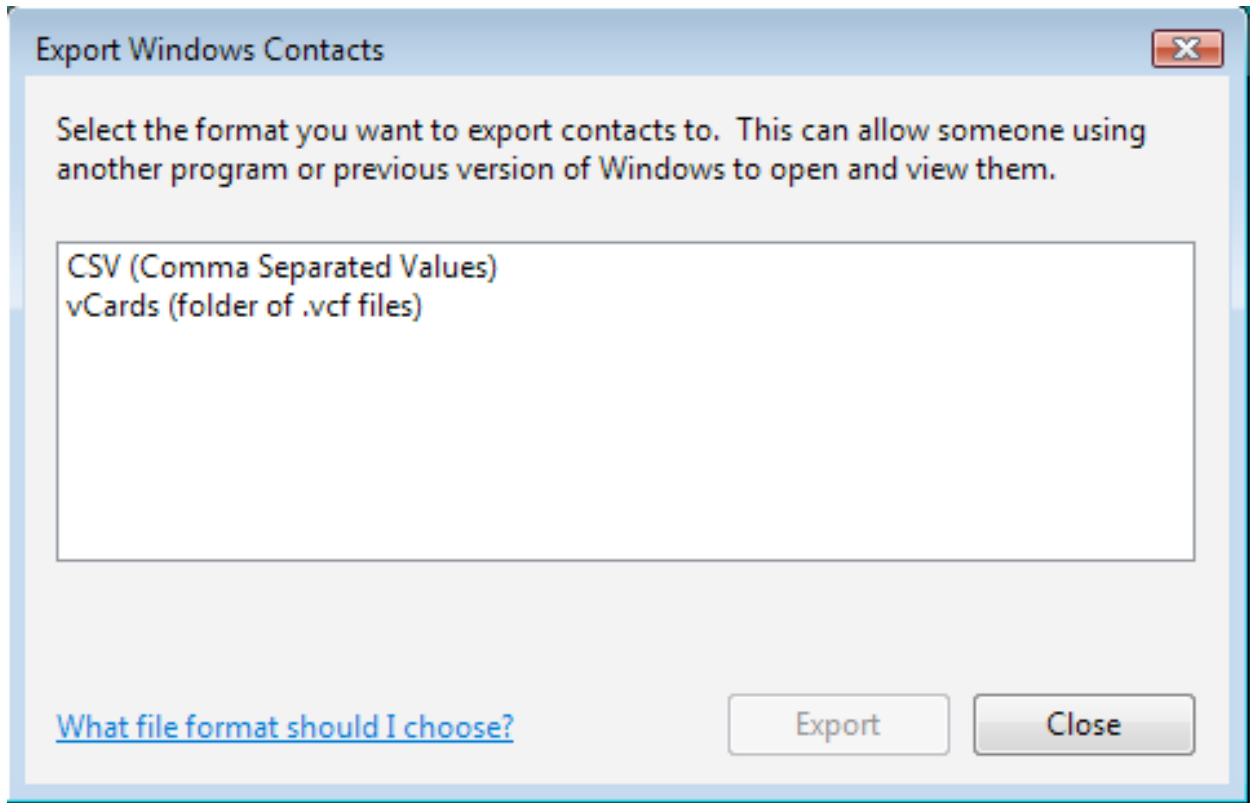 Export Windows Contacts
Select the format you want to export contacts to.  This can allow someone using
another program or previous version of Windows to open and view them.
CSV (Comma Separated Values)
vCards (folder of .vcf files)
What file format should I choose?
Export
Close